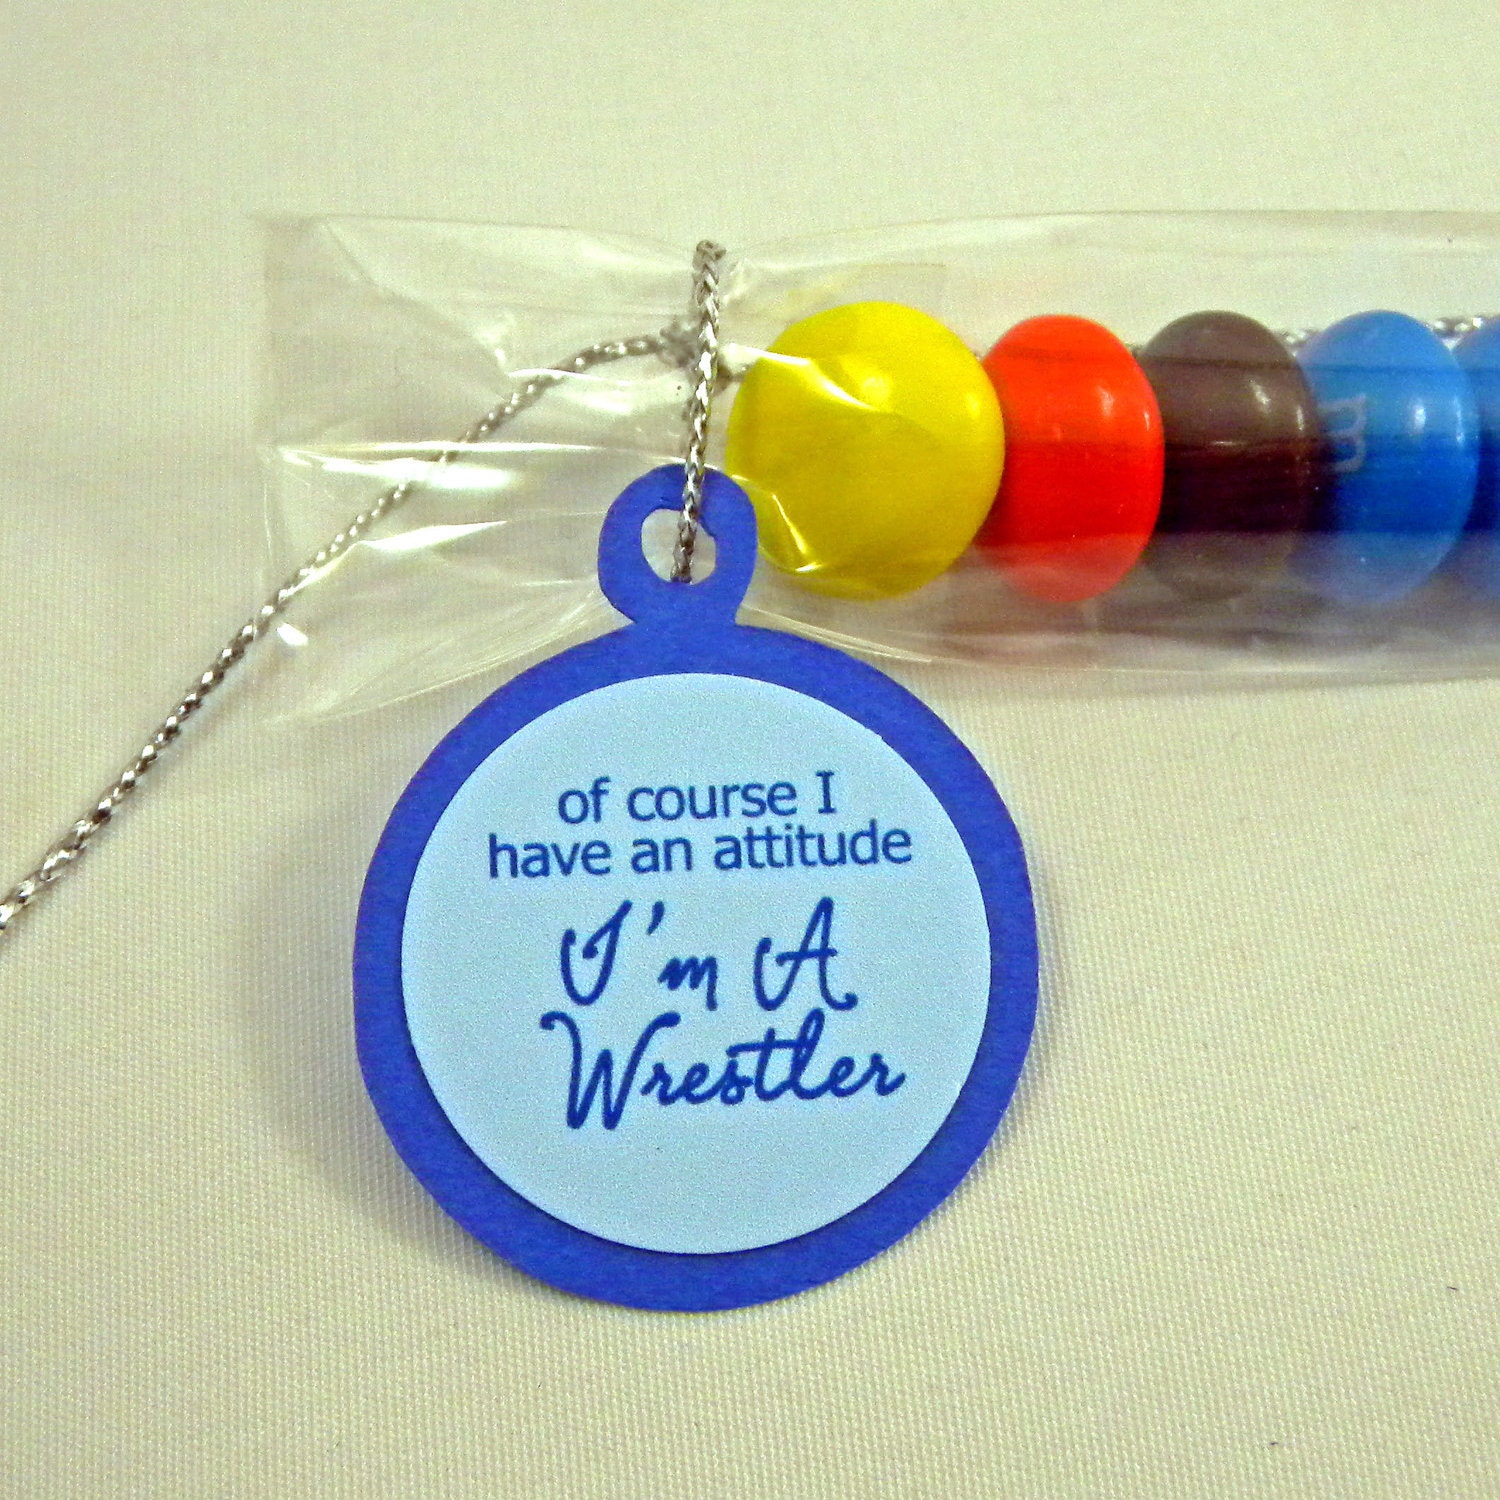 of course I
have an attitude
I'm A
Wrestler
m